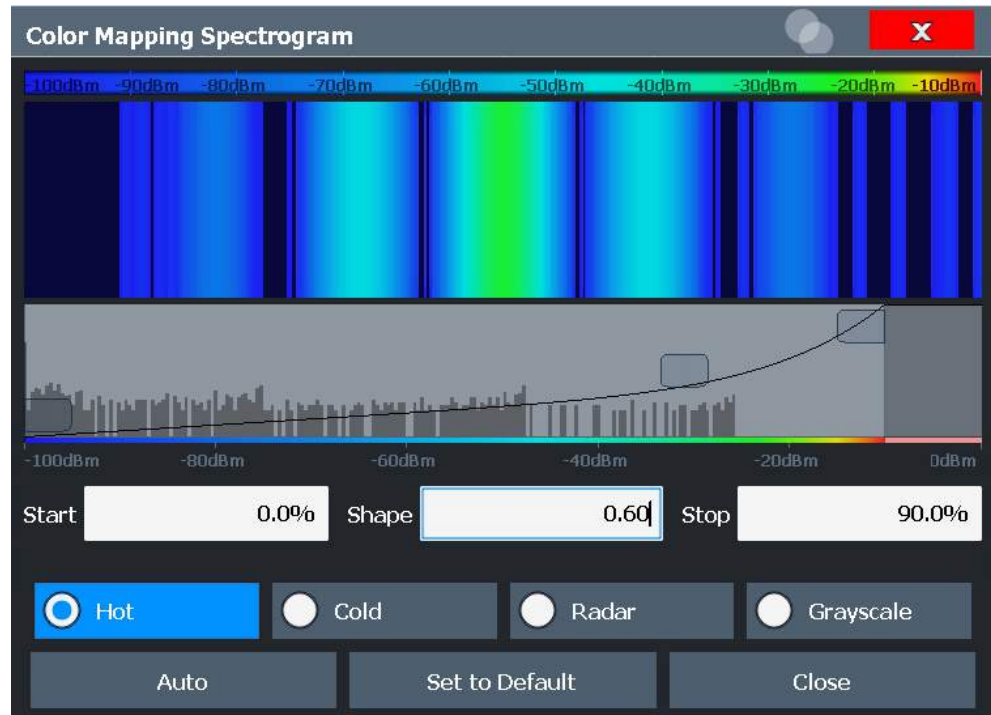 Color Mapping Spectrogram X
-100dBm -90dBm -80dBm -70dBm -60dBm -50dBm -40dBm -30dBm -20dBm -10dBm
-100dBm -80dBm -60dBm -40dBm -20dBm 0dBm
Start 0.0% Shape 0.60 Stop 90.0%
Hot Cold Radar Grayscale
Auto Set to Default Close